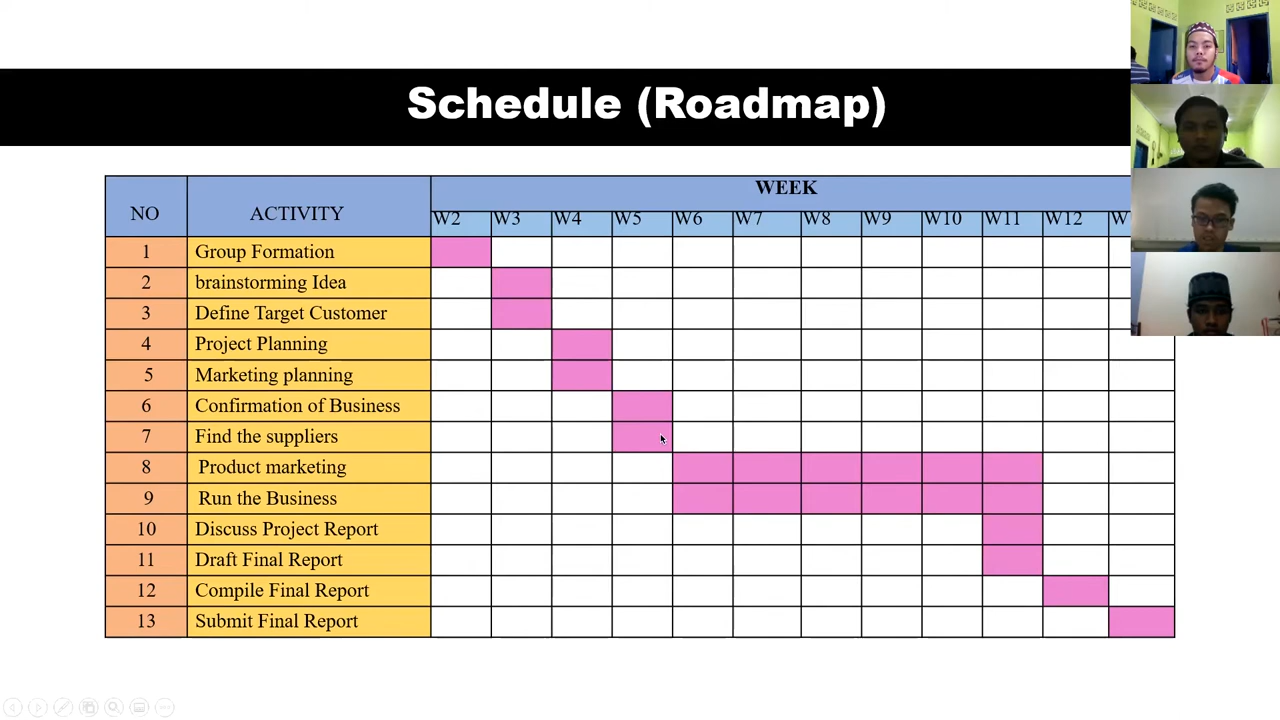 Schedule (Roadmap)
NO ACTIVITY WEEK
W2 W3 W4 W5 W6 W7 W8 W9 W10 W11 W12
1 Group Formation
2 brainstorming Idea
3 Define Target Customer
4 Project Planning
5 Marketing planning
6 Confirmation of Business
7 Find the suppliers
8 Product marketing
9 Run the Business
10 Discuss Project Report
11 Draft Final Report
12 Compile Final Report
13 Submit Final Report